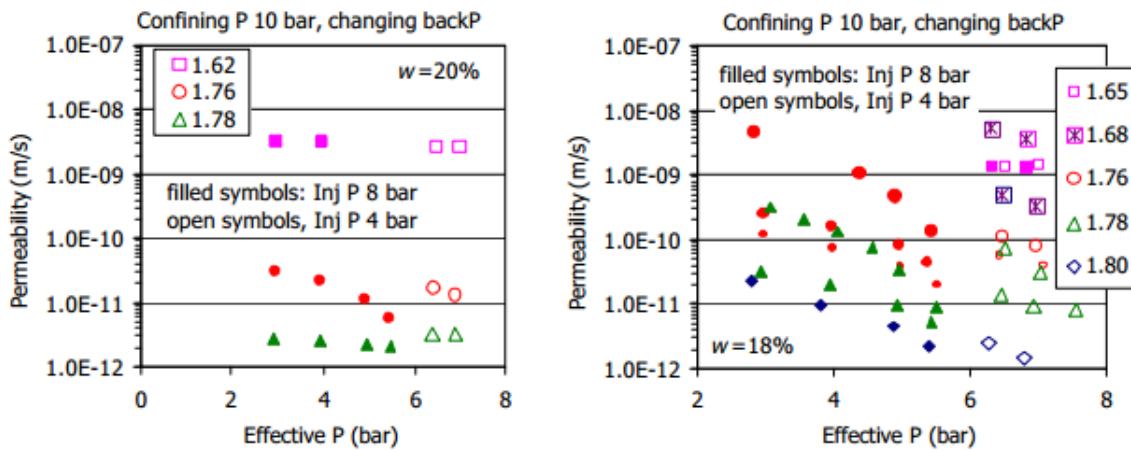 Confining P 10 bar, changing backP
1.0E-07
1.0E-08
1.0E-09
1.0E-10
1.0E-11
1.0E-12
Permeability (m/s)
1.62
1.76
1.78
w=20%
filled symbols: Inj P 8 bar
open symbols, Inj P 4 bar
0
2
4
6
8
Effective P (bar)
Confining P 10 bar, changing backP
1.0E-07
1.0E-08
1.0E-09
1.0E-10
1.0E-11
1.0E-12
Permeability (m/s)
filled symbols: Inj P 8 bar
open symbols, Inj P 4 bar
1.65
1.68
1.76
1.78
1.80
w=18%
2
4
6
8
Effective P (bar)